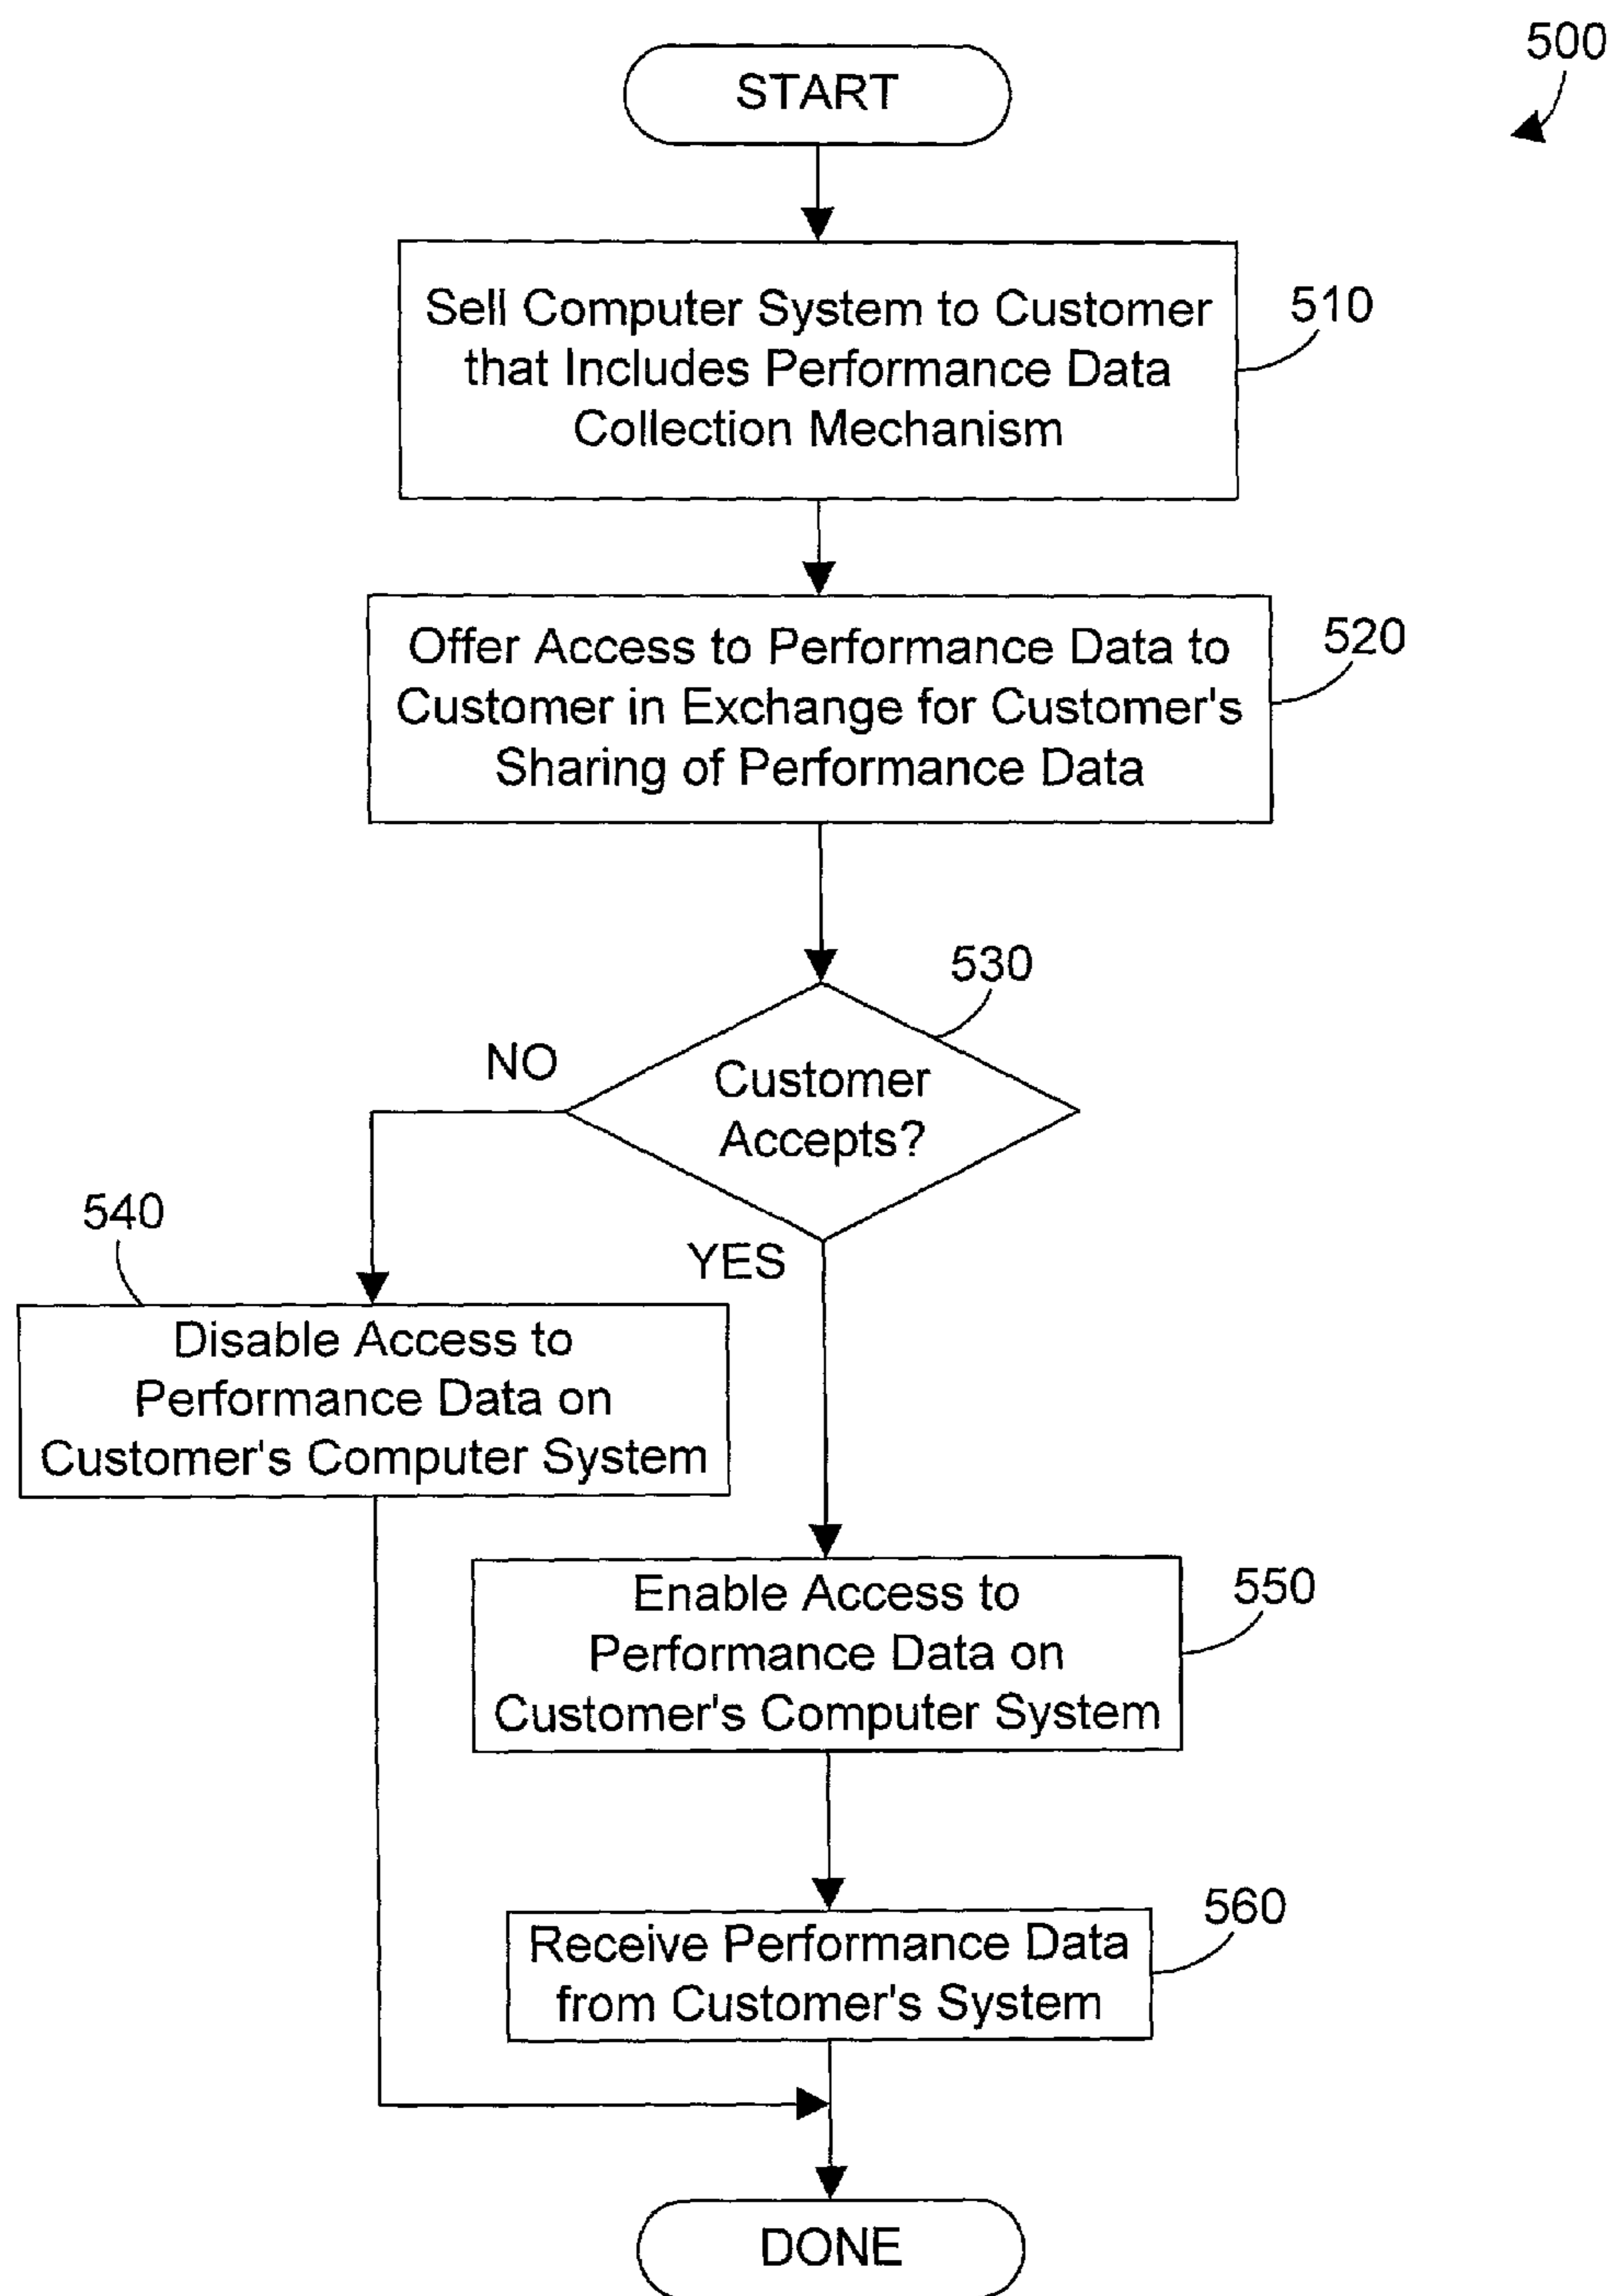 500
START
Sell Computer System to Customer
that Includes Performance Data
Collection Mechanism
510
Offer Access to Performance Data to
Customer in Exchange for Customer's
Sharing of Performance Data
520
530
Customer
Accepts?
NO
YES
540
Disable Access to
Performance Data on
Customer's Computer System
Enable Access to
Performance Data on
Customer's Computer System
550
Receive Performance Data
from Customer's System
560
DONE